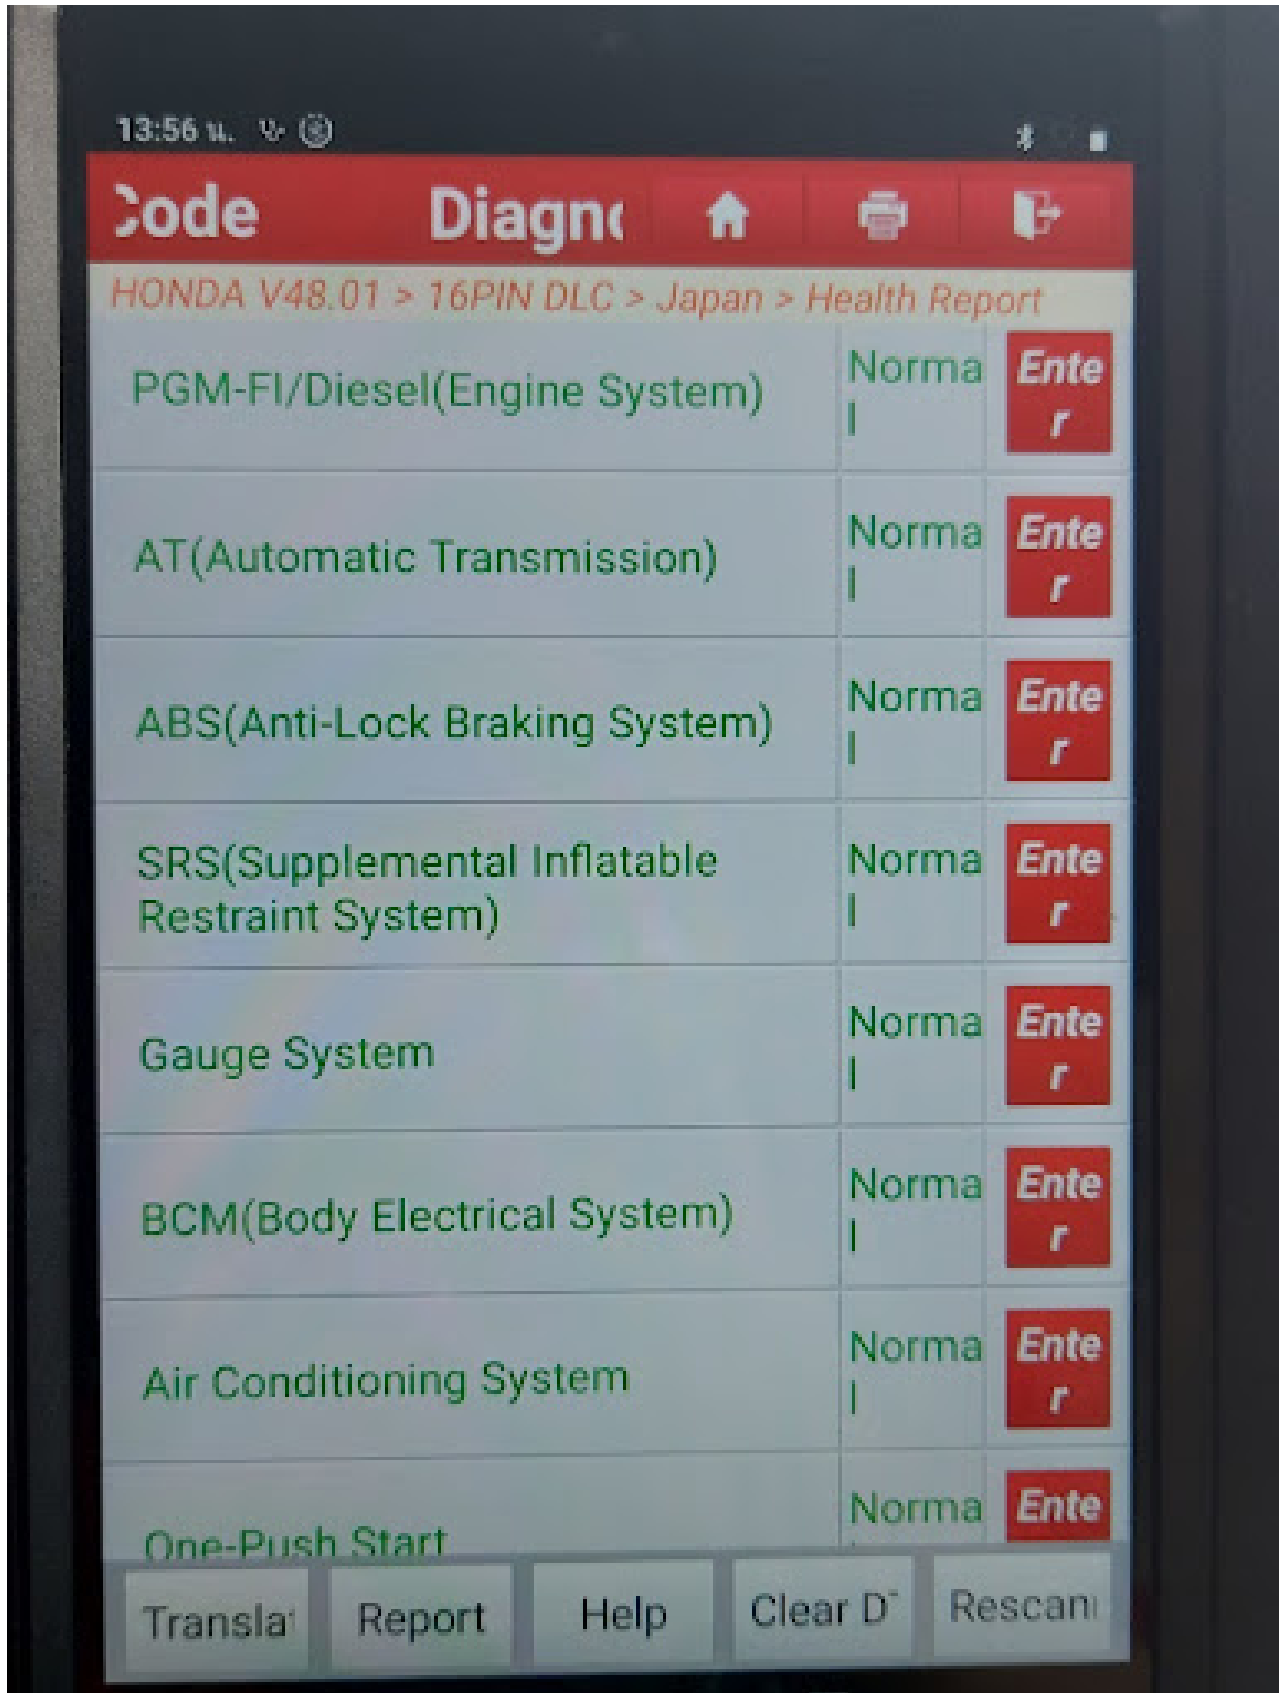 13:56 น.
Code Diagn
HONDA V48.01 > 16PIN DLC > Japan > Health Report
PGM-FI/Diesel(Engine System)
Norma
l
Ente
r
AT(Automatic Transmission)
Norma
l
Ente
r
ABS(Anti-Lock Braking System)
Norma
l
Ente
r
SRS(Supplemental Inflatable
Restraint System)
Norma
l
Ente
r
Gauge System
Norma
l
Ente
r
BCM(Body Electrical System)
Norma
l
Ente
r
Air Conditioning System
Norma
l
Ente
r
One-Push Start
Norma
Ente
Translat Report Help Clear D Rescan